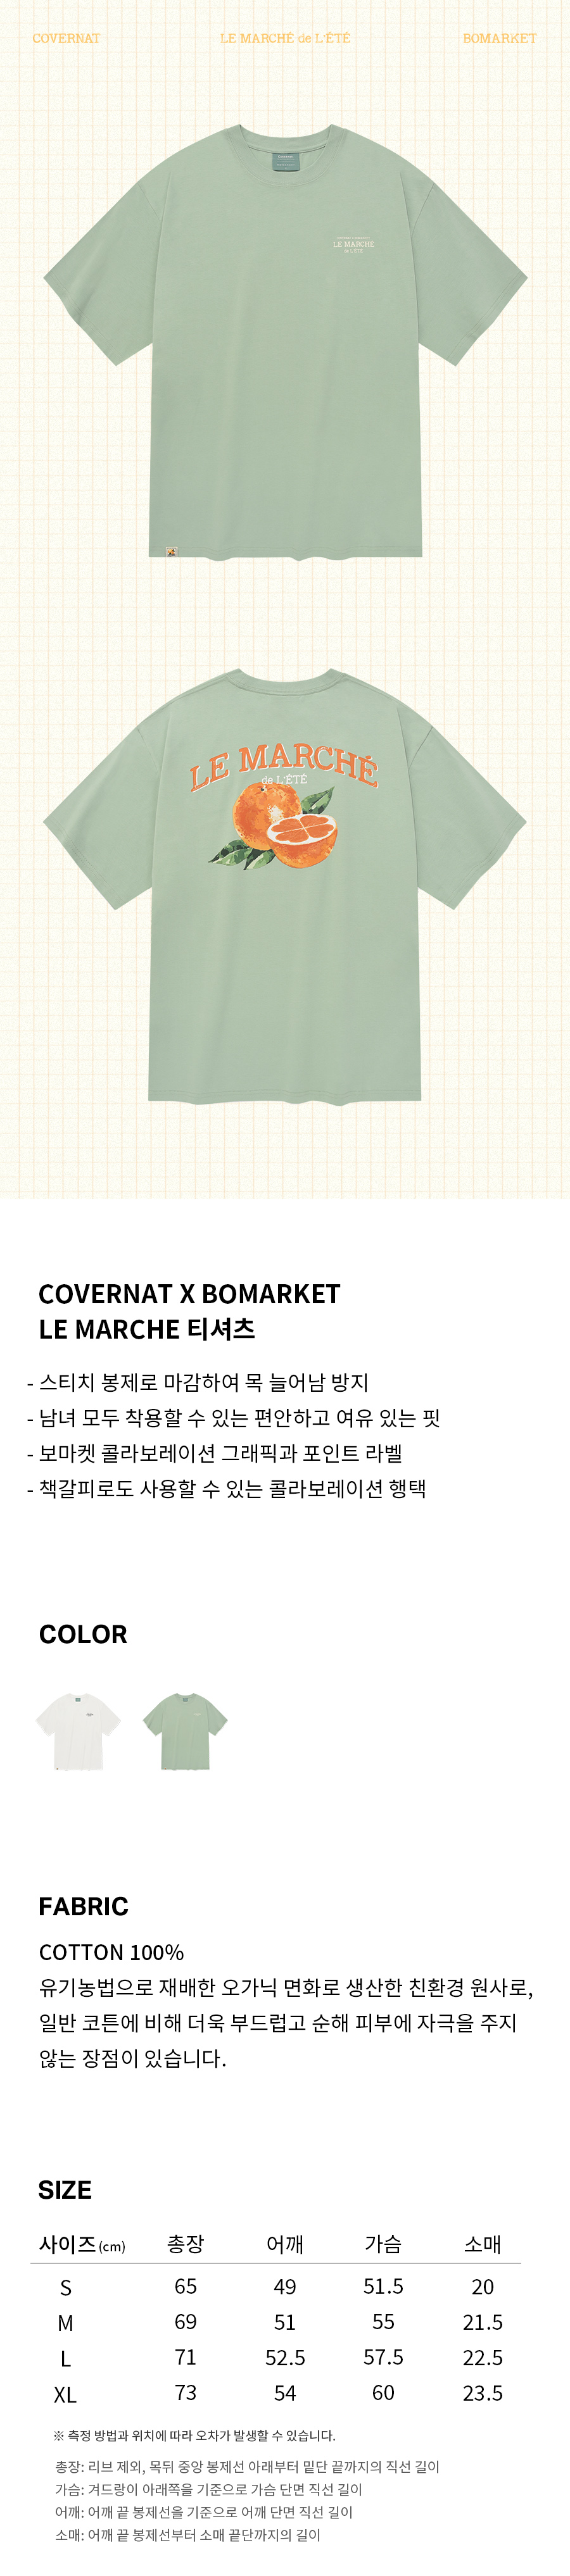 COVERNAT LE MARCHÉ de L'ÉTÉ BOMARKET
LE MARCHÉ
de L'ÉTÉ
LE MARCHÉ
de L'ÉTÉ
COVERNAT X BOMARKET
LE MARCHE 티셔츠
- 스티치 봉제로 마감하여 목 늘어남 방지
- 남녀 모두 착용할 수 있는 편안하고 여유 있는 핏
- 보마켓 콜라보레이션 그래픽과 포인트 라벨
- 책갈피로도 사용할 수 있는 콜라보레이션 행택
COLOR
FABRIC
COTTON 100%
유기농법으로 재배한 오가닉 면화로 생산한 친환경 원사로,
일반 코튼에 비해 더욱 부드럽고 순해 피부에 자극을 주지
않는 장점이 있습니다.
SIZE
사이즈(cm) 총장 어깨 가슴 소매
S 65 49 51.5 20
M 69 51 55 21.5
L 71 52.5 57.5 22.5
XL 73 54 60 23.5
※ 측정 방법과 위치에 따라 오차가 발생할 수 있습니다.
총장: 리브 제외, 목뒤 중앙 봉제선 아래부터 밑단 끝까지의 직선 길이
가슴: 겨드랑이 아래쪽을 기준으로 가슴 단면 직선 길이
어깨: 어깨 끝 봉제선을 기준으로 어깨 단면 직선 길이
소매: 어깨 끝 봉제선부터 소매 끝단까지의 길이